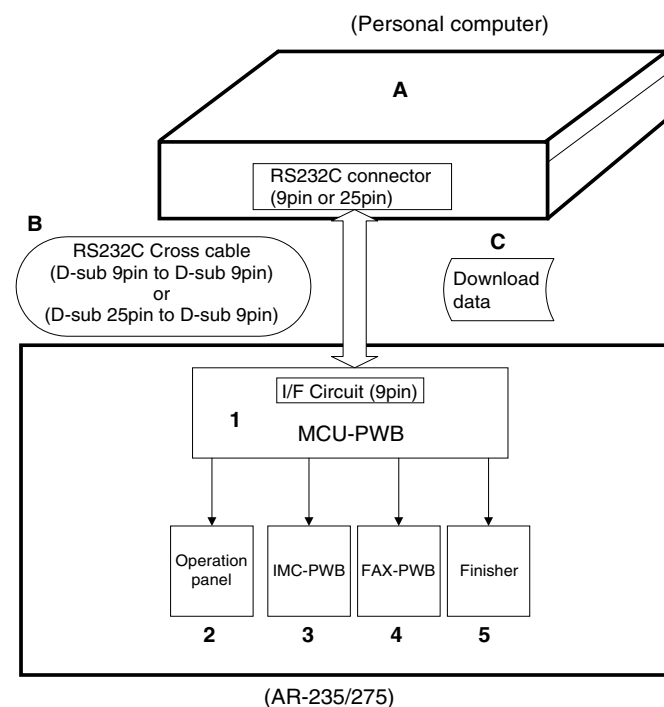 (Personal computer)
A
RS232C connector
(9pin or 25pin)
B
RS232C Cross cable
(D-sub 9pin to D-sub 9pin)
or
(D-sub 25pin to D-sub 9pin)
C
Download
data
I/F Circuit (9pin)
1
MCU-PWB
Operation
panel
IMC-PWB
FAX-PWB
Finisher
2
3
4
5
(AR-235/275)